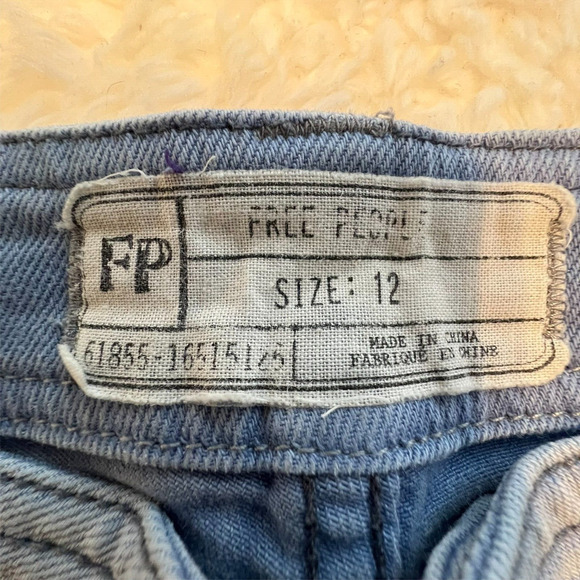 FP
FREE PEOPLE
SIZE: 12
MADE IN CHINA
FABRIQUE EN CHINE